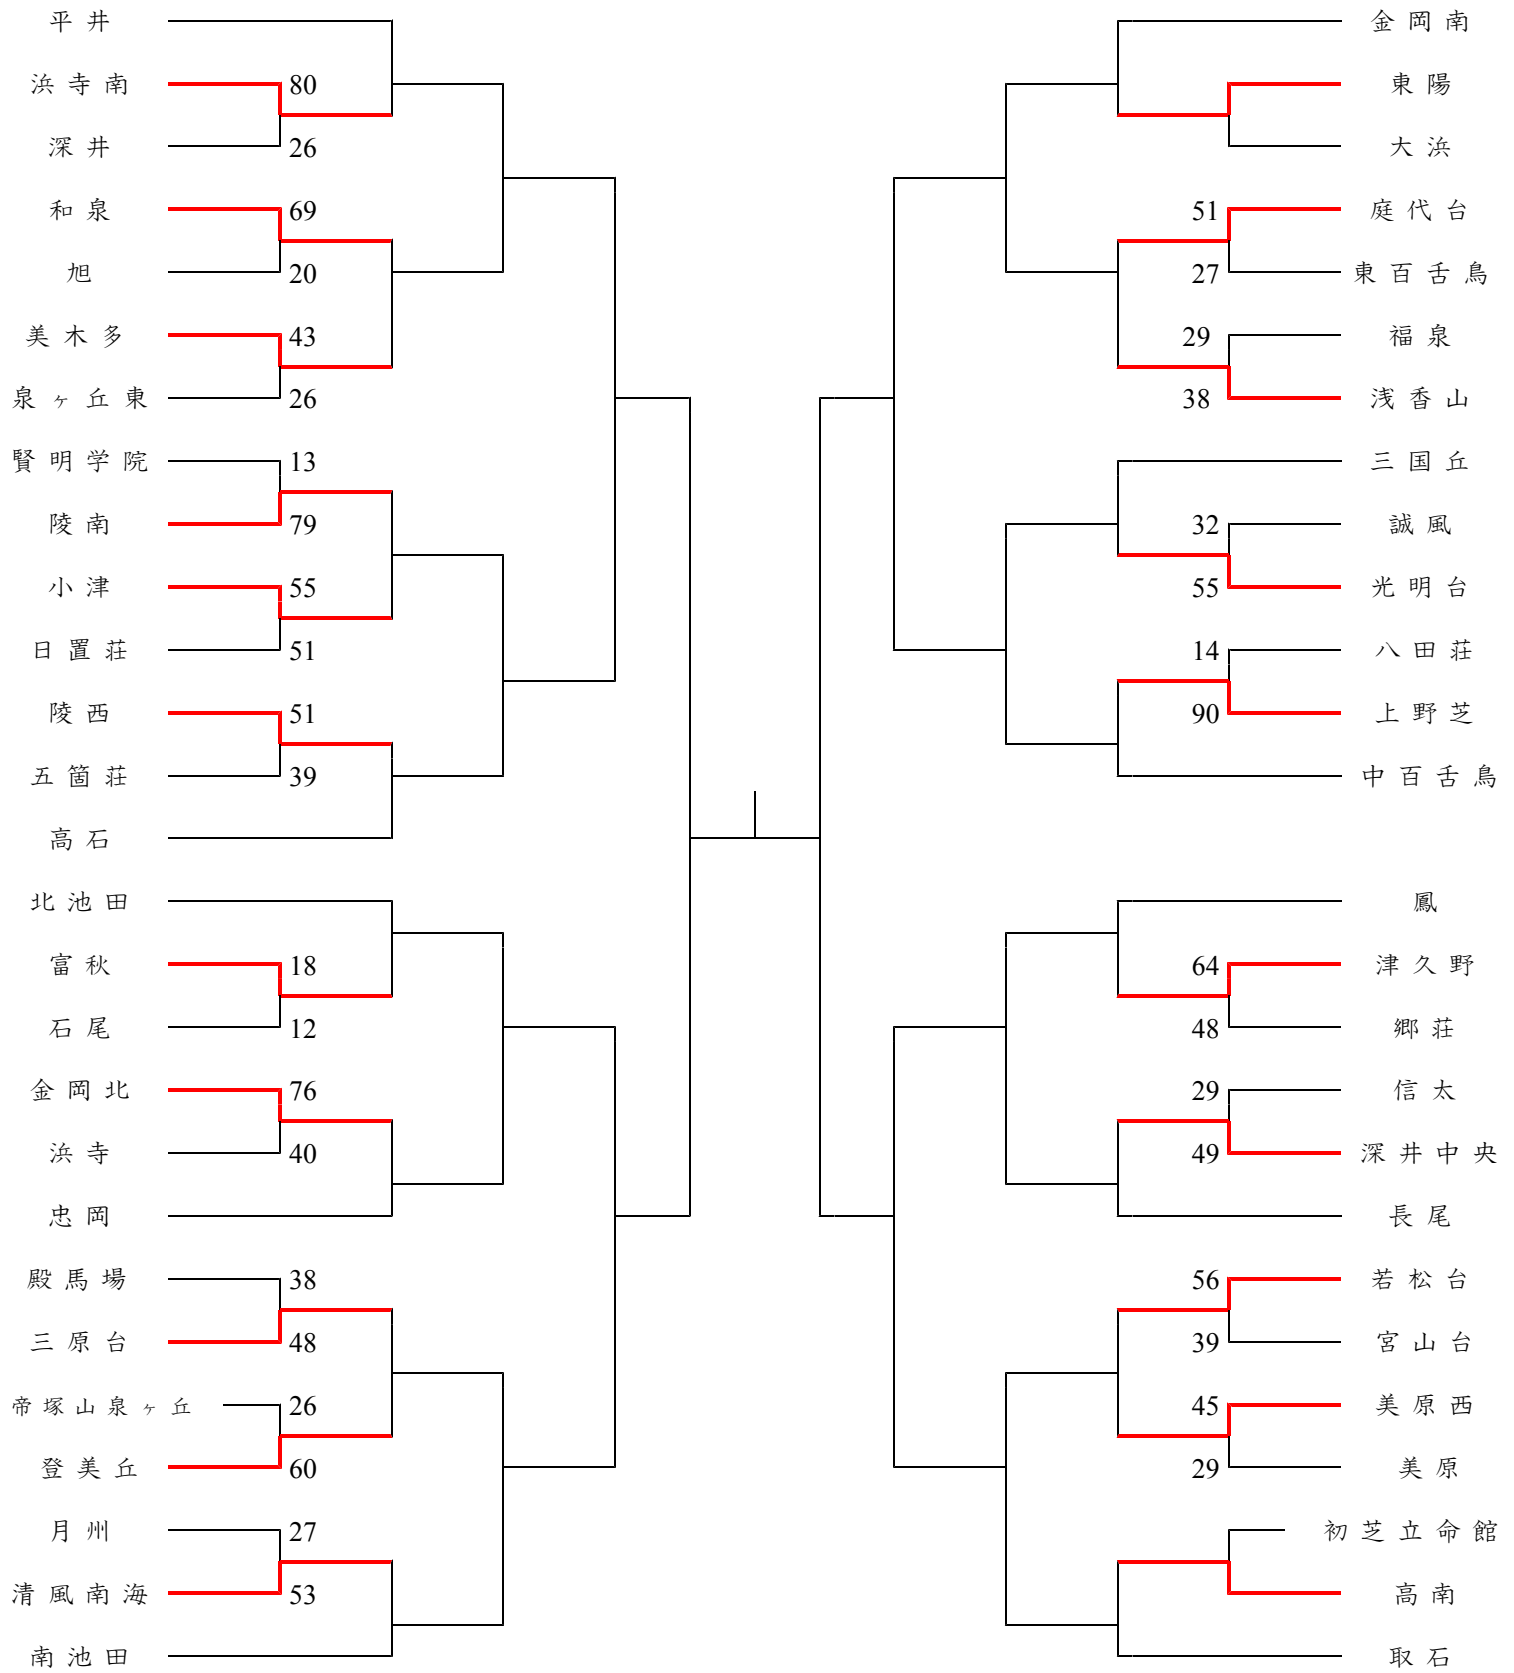 平井
浜寺南 80
深井 26
和泉 69
旭 20
美木多 43
泉ヶ丘東 26
賢明学院 13
陵南 79
小津 55
日置荘 51
陵西 51
五箇荘 39
高石
北池田
富秋 18
石尾 12
金岡北 76
浜寺 40
忠岡
殿馬場 38
三原台 48
帝塚山泉ヶ丘 26
登美丘 60
月州 27
清風南海 53
南池田
金岡南
東陽
大浜
51 庭代台
27 東百舌鳥
29 福泉
38 浅香山
三国丘
32 誠風
55 光明台
14 八田荘
90 上野芝
中百舌鳥
鳳
64 津久野
48 郷荘
29 信太
49 深井中央
長尾
56 若松台
39 宮山台
45 美原西
29 美原
初芝立命館
高南
取石